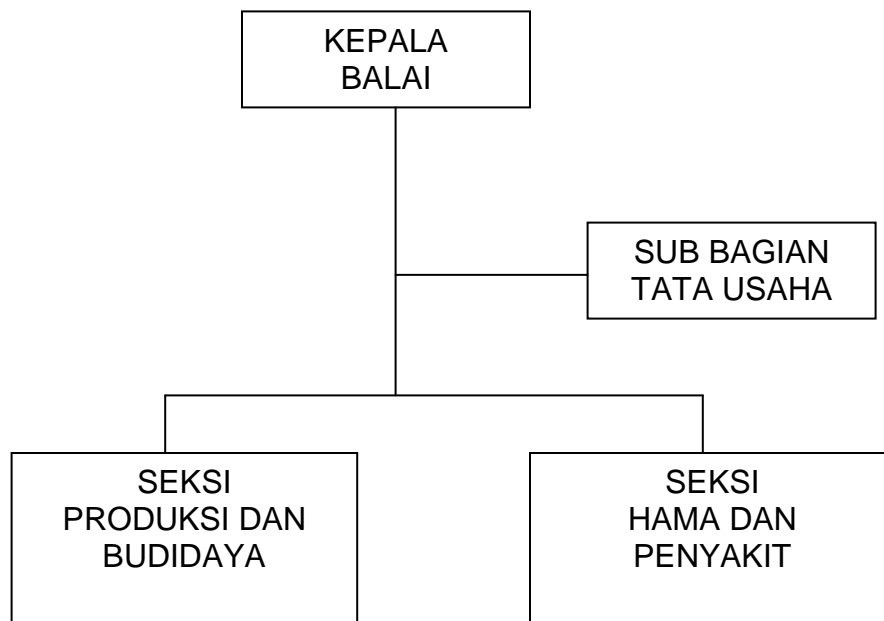 KEPALA
BALAI
SUB BAGIAN
TATA USAHA
SEKSI
PRODUKSI DAN
BUDIDAYA
SEKSI
HAMA DAN
PENYAKIT